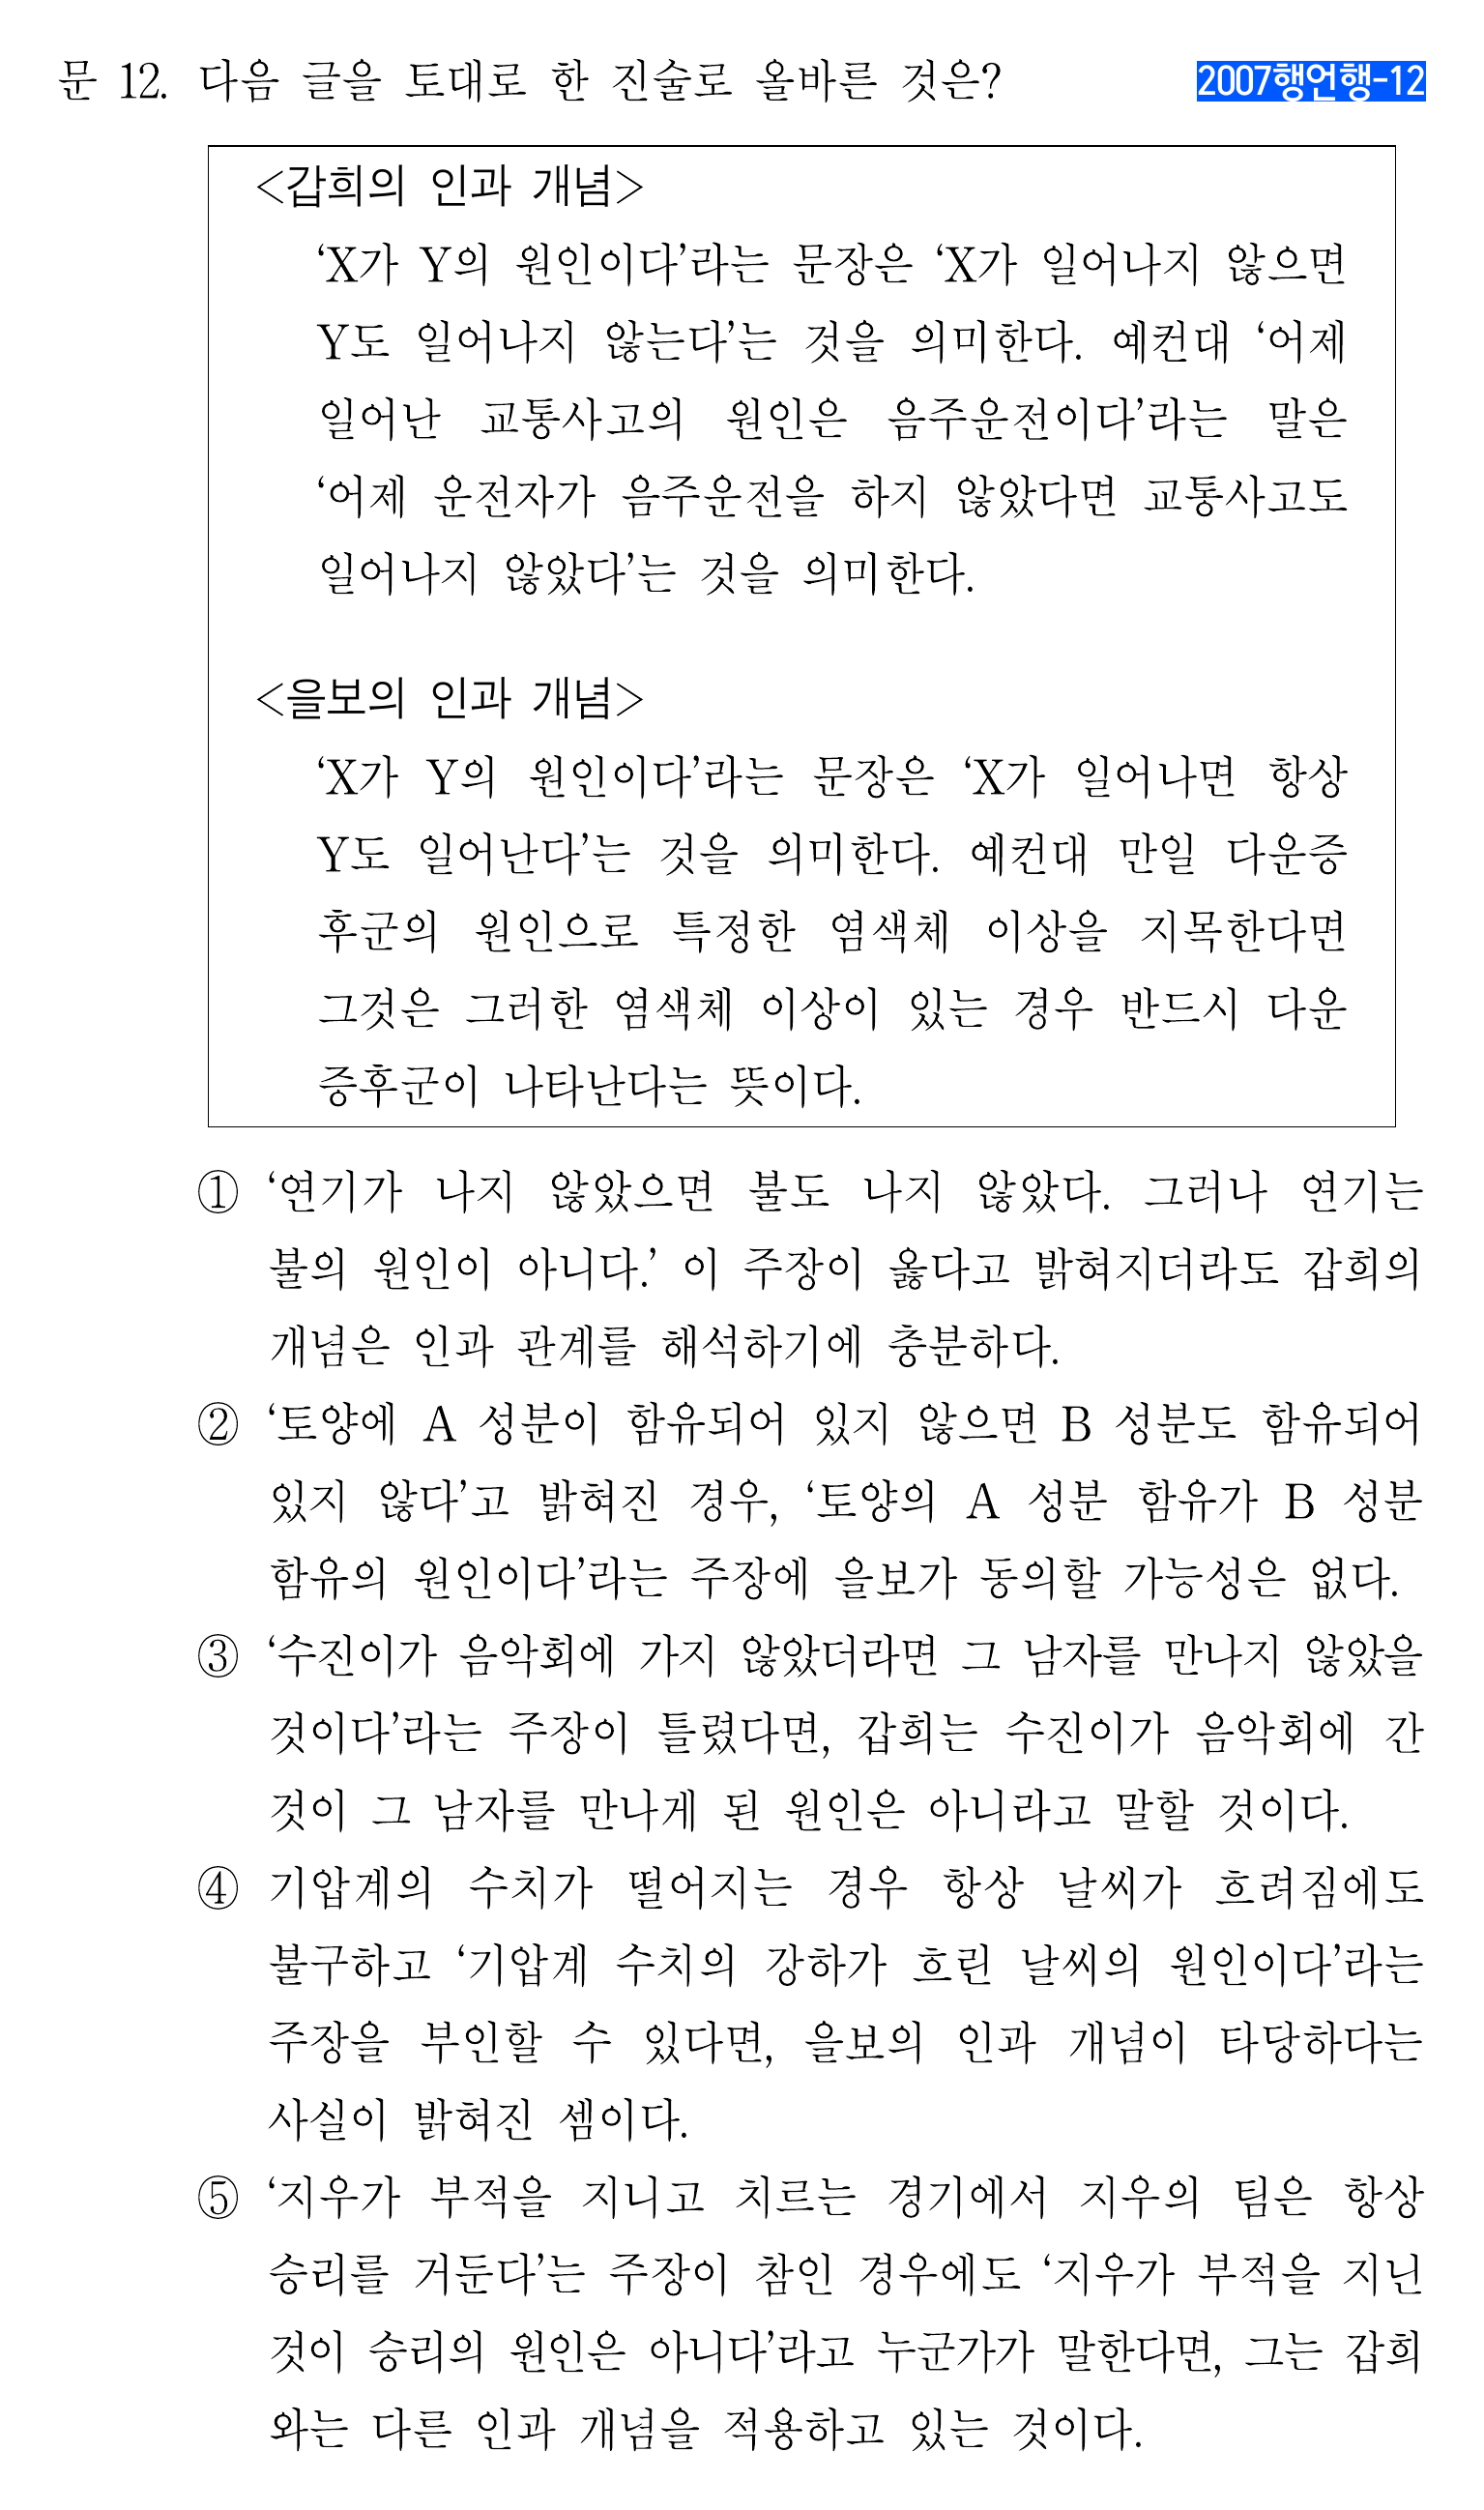 문 12. 다음 글을 토대로 한 진술로 올바른 것은?
2007행언행-12
<갑희의 인과 개념>
‘X가 Y의 원인이다’라는 문장은 ‘X가 일어나지 않으면
Y도 일어나지 않는다’는 것을 의미한다. 예컨대 ‘어제
일어난 교통사고의 원인은 음주운전이다’라는 말은
‘어제 운전자가 음주운전을 하지 않았다면 교통사고도
일어나지 않았다’는 것을 의미한다.
<을보의 인과 개념>
‘X가 Y의 원인이다’라는 문장은 ‘X가 일어나면 항상
Y도 일어난다’는 것을 의미한다. 예컨대 만일 다운증
후군의 원인으로 특정한 염색체 이상을 지목한다면
그것은 그러한 염색체 이상이 있는 경우 반드시 다운
증후군이 나타난다는 뜻이다.
① ‘연기가 나지 않았으면 불도 나지 않았다. 그러나 연기는
불의 원인이 아니다.’ 이 주장이 옳다고 밝혀지더라도 갑희의
개념은 인과 관계를 해석하기에 충분하다.
② ‘토양에 A 성분이 함유되어 있지 않으면 B 성분도 함유되어
있지 않다’고 밝혀진 경우, ‘토양의 A 성분 함유가 B 성분
함유의 원인이다’라는 주장에 을보가 동의할 가능성은 없다.
③ ‘수진이가 음악회에 가지 않았더라면 그 남자를 만나지 않았을
것이다’라는 주장이 틀렸다면, 갑희는 수진이가 음악회에 간
것이 그 남자를 만나게 된 원인은 아니라고 말할 것이다.
④ 기압계의 수치가 떨어지는 경우 항상 날씨가 흐려짐에도
불구하고 ‘기압계 수치의 강하가 흐린 날씨의 원인이다’라는
주장을 부인할 수 있다면, 을보의 인과 개념이 타당하다는
사실이 밝혀진 셈이다.
⑤ ‘지우가 부적을 지니고 치르는 경기에서 지우의 팀은 항상
승리를 거둔다’는 주장이 참인 경우에도 ‘지우가 부적을 지닌
것이 승리의 원인은 아니다’라고 누군가가 말한다면, 그는 갑희
와는 다른 인과 개념을 적용하고 있는 것이다.